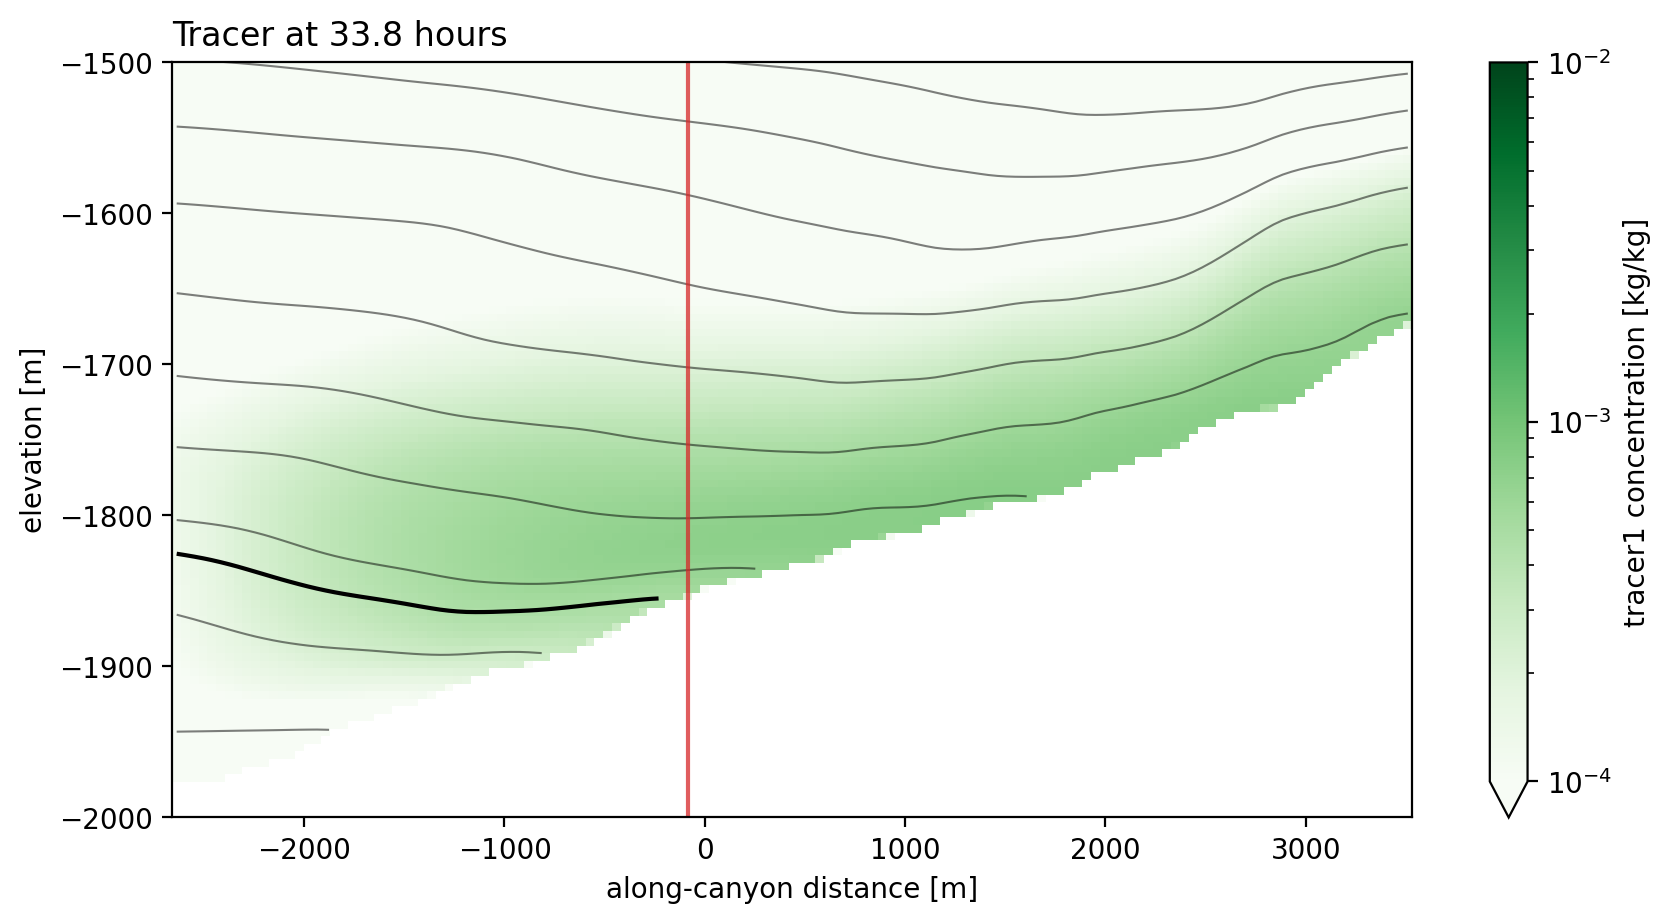 Tracer at 33.8 hours
−1500
−1600
−1700
−1800
−1900
−2000
elevation [m]
−2000 −1000 0 1000 2000 3000
along-canyon distance [m]
10⁻²
10⁻³
10⁻⁴
tracer1 concentration [kg/kg]